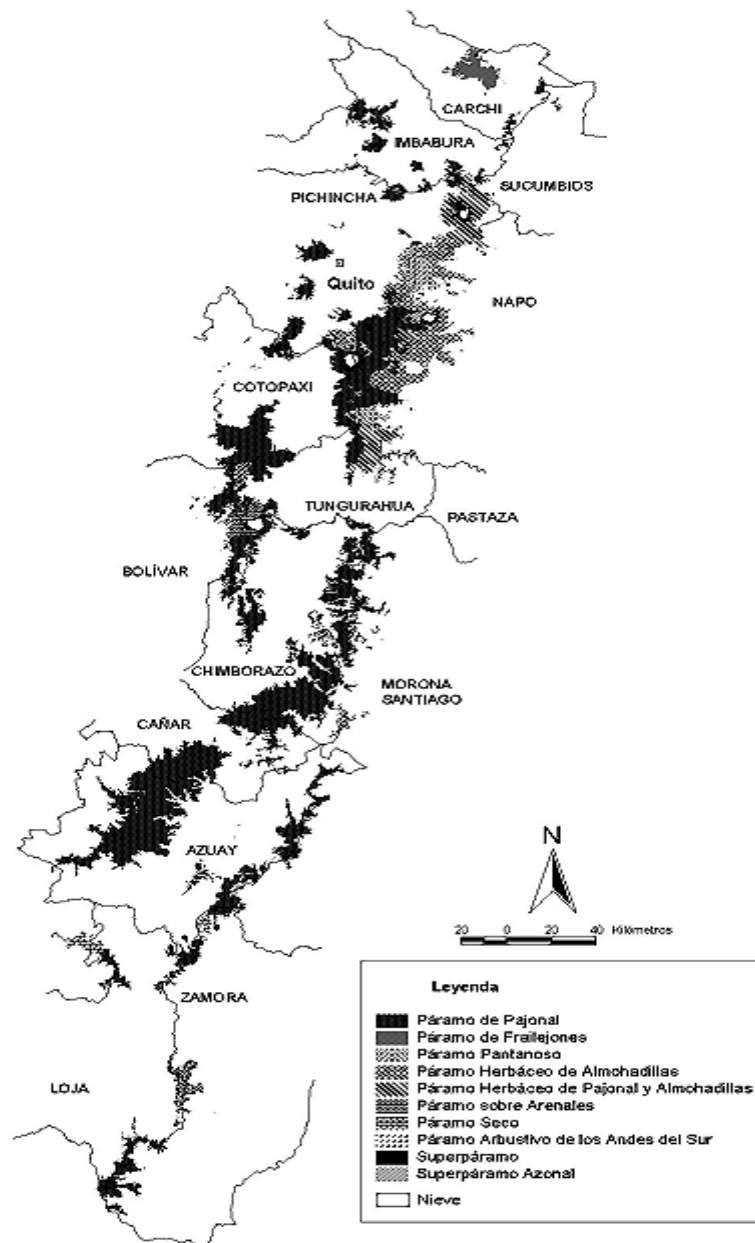 CARCHI
IMBABURA
SUCUMBIOS
PICHINCHA
Quito
NAPO
COTOPAXI
TUNGURAHUA
PASTAZA
BOLÍVAR
CHIMBORAZO
MORONA
SANTIAGO
CAÑAR
N
AZUAY
20 0 20 40 Kilómetros
Leyenda
ZAMORA
Páramo de Pajonal
Páramo de Frailejones
Páramo Pantanoso
Páramo Herbáceo de Almohadillas
LOJA
Páramo Herbáceo de Pajonal y Almohadillas
Páramo sobre Arenales
Páramo Seco
Páramo Arbustivo de los Andes del Sur
Superpáramo
Superpáramo Azonal
Nieve